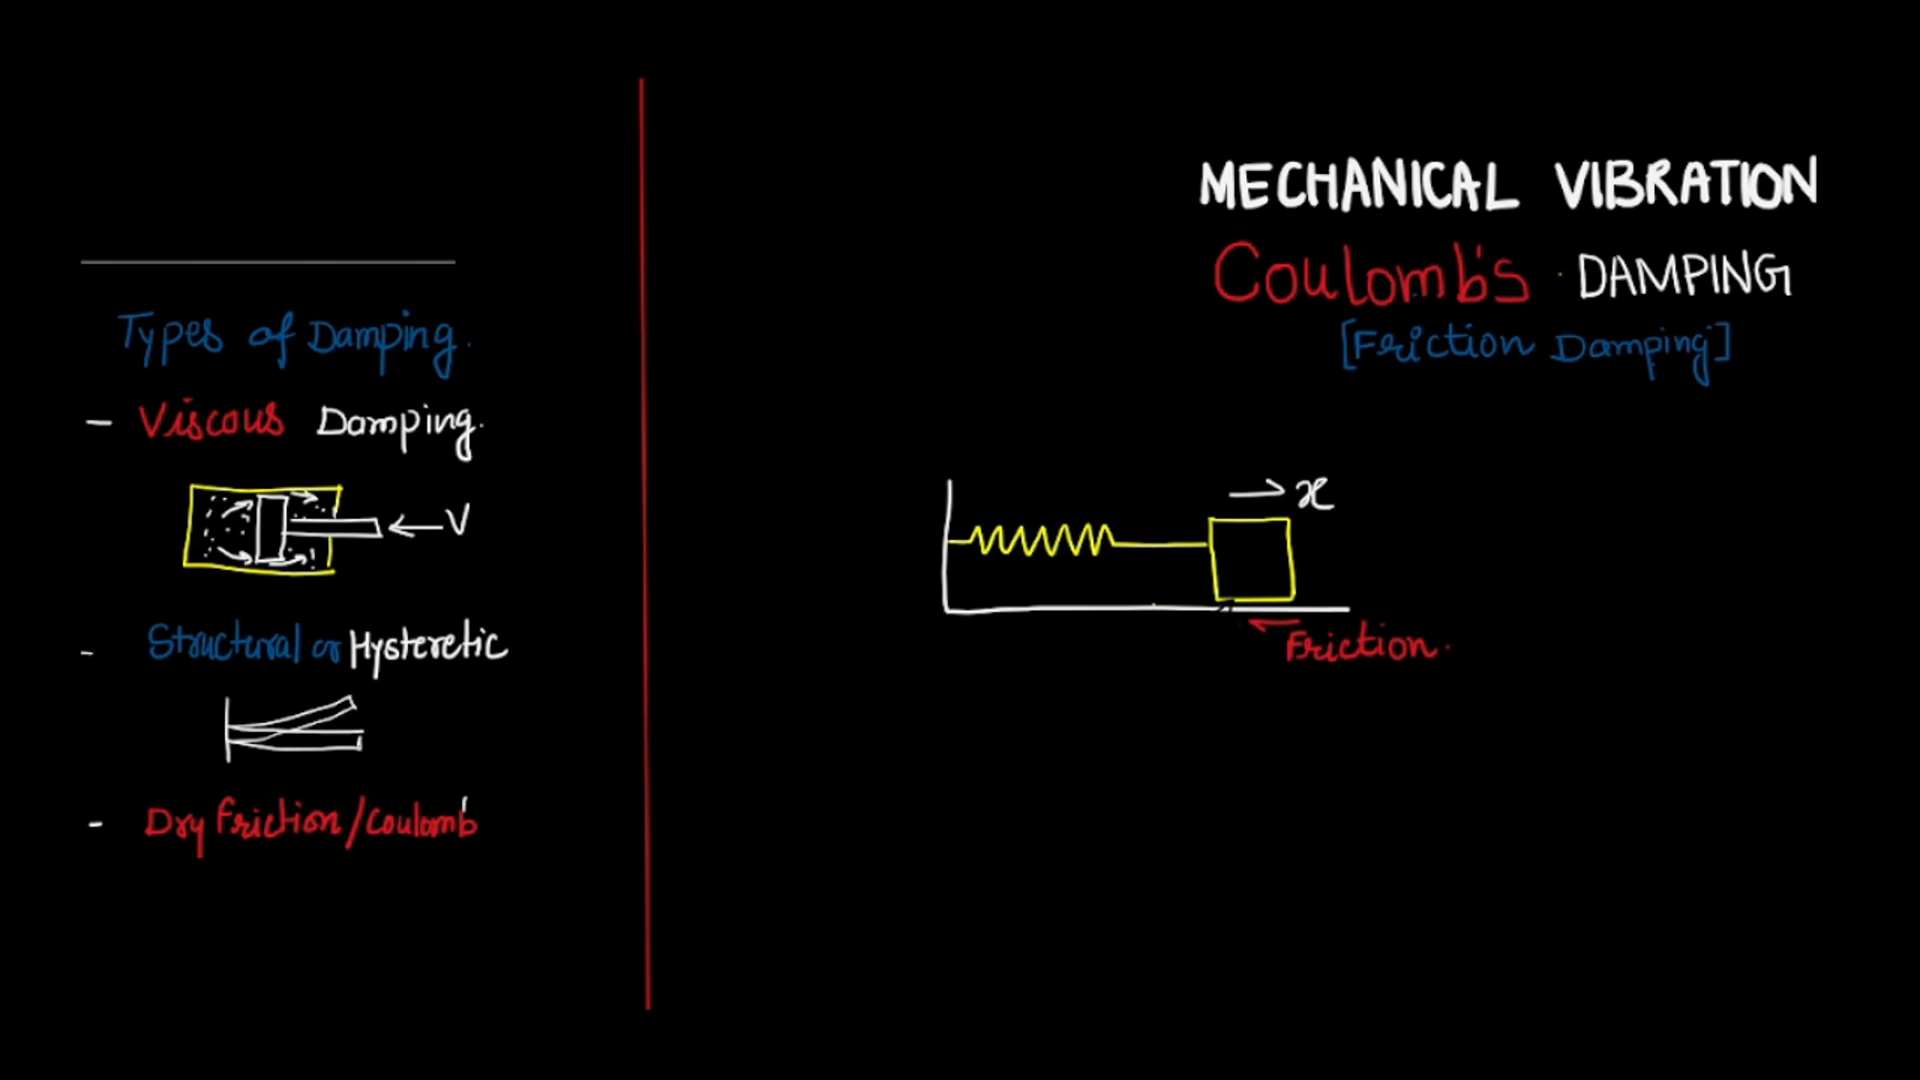 Types of Damping.
- Viscous Damping.
V
- Structural or Hysteretic
- Dry friction/Coulomb
MECHANICAL VIBRATION
Coulomb's DAMPING
[Friction Damping]
x
Friction.